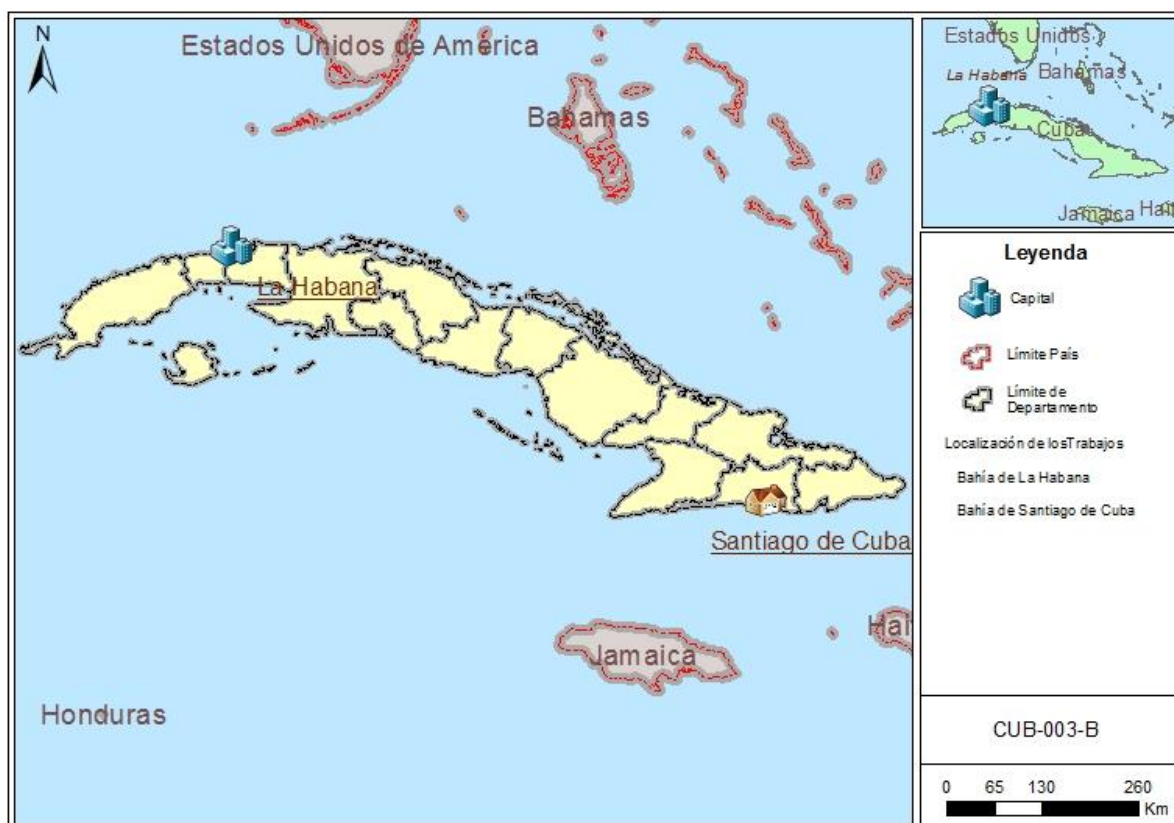 N
Estados Unidos de América
Bahamas
La Habana
Santiago de Cuba
Jamaica
Honduras
Estados Unidos
La Habana
Bahamas
Cuba
Jamaica
Leyenda
Capital
Límite País
Límite de
Departamento
Localización de losTrabajos
Bahía de La Habana
Bahía de Santiago de Cuba
CUB-003-B
0 65 130 260
Km